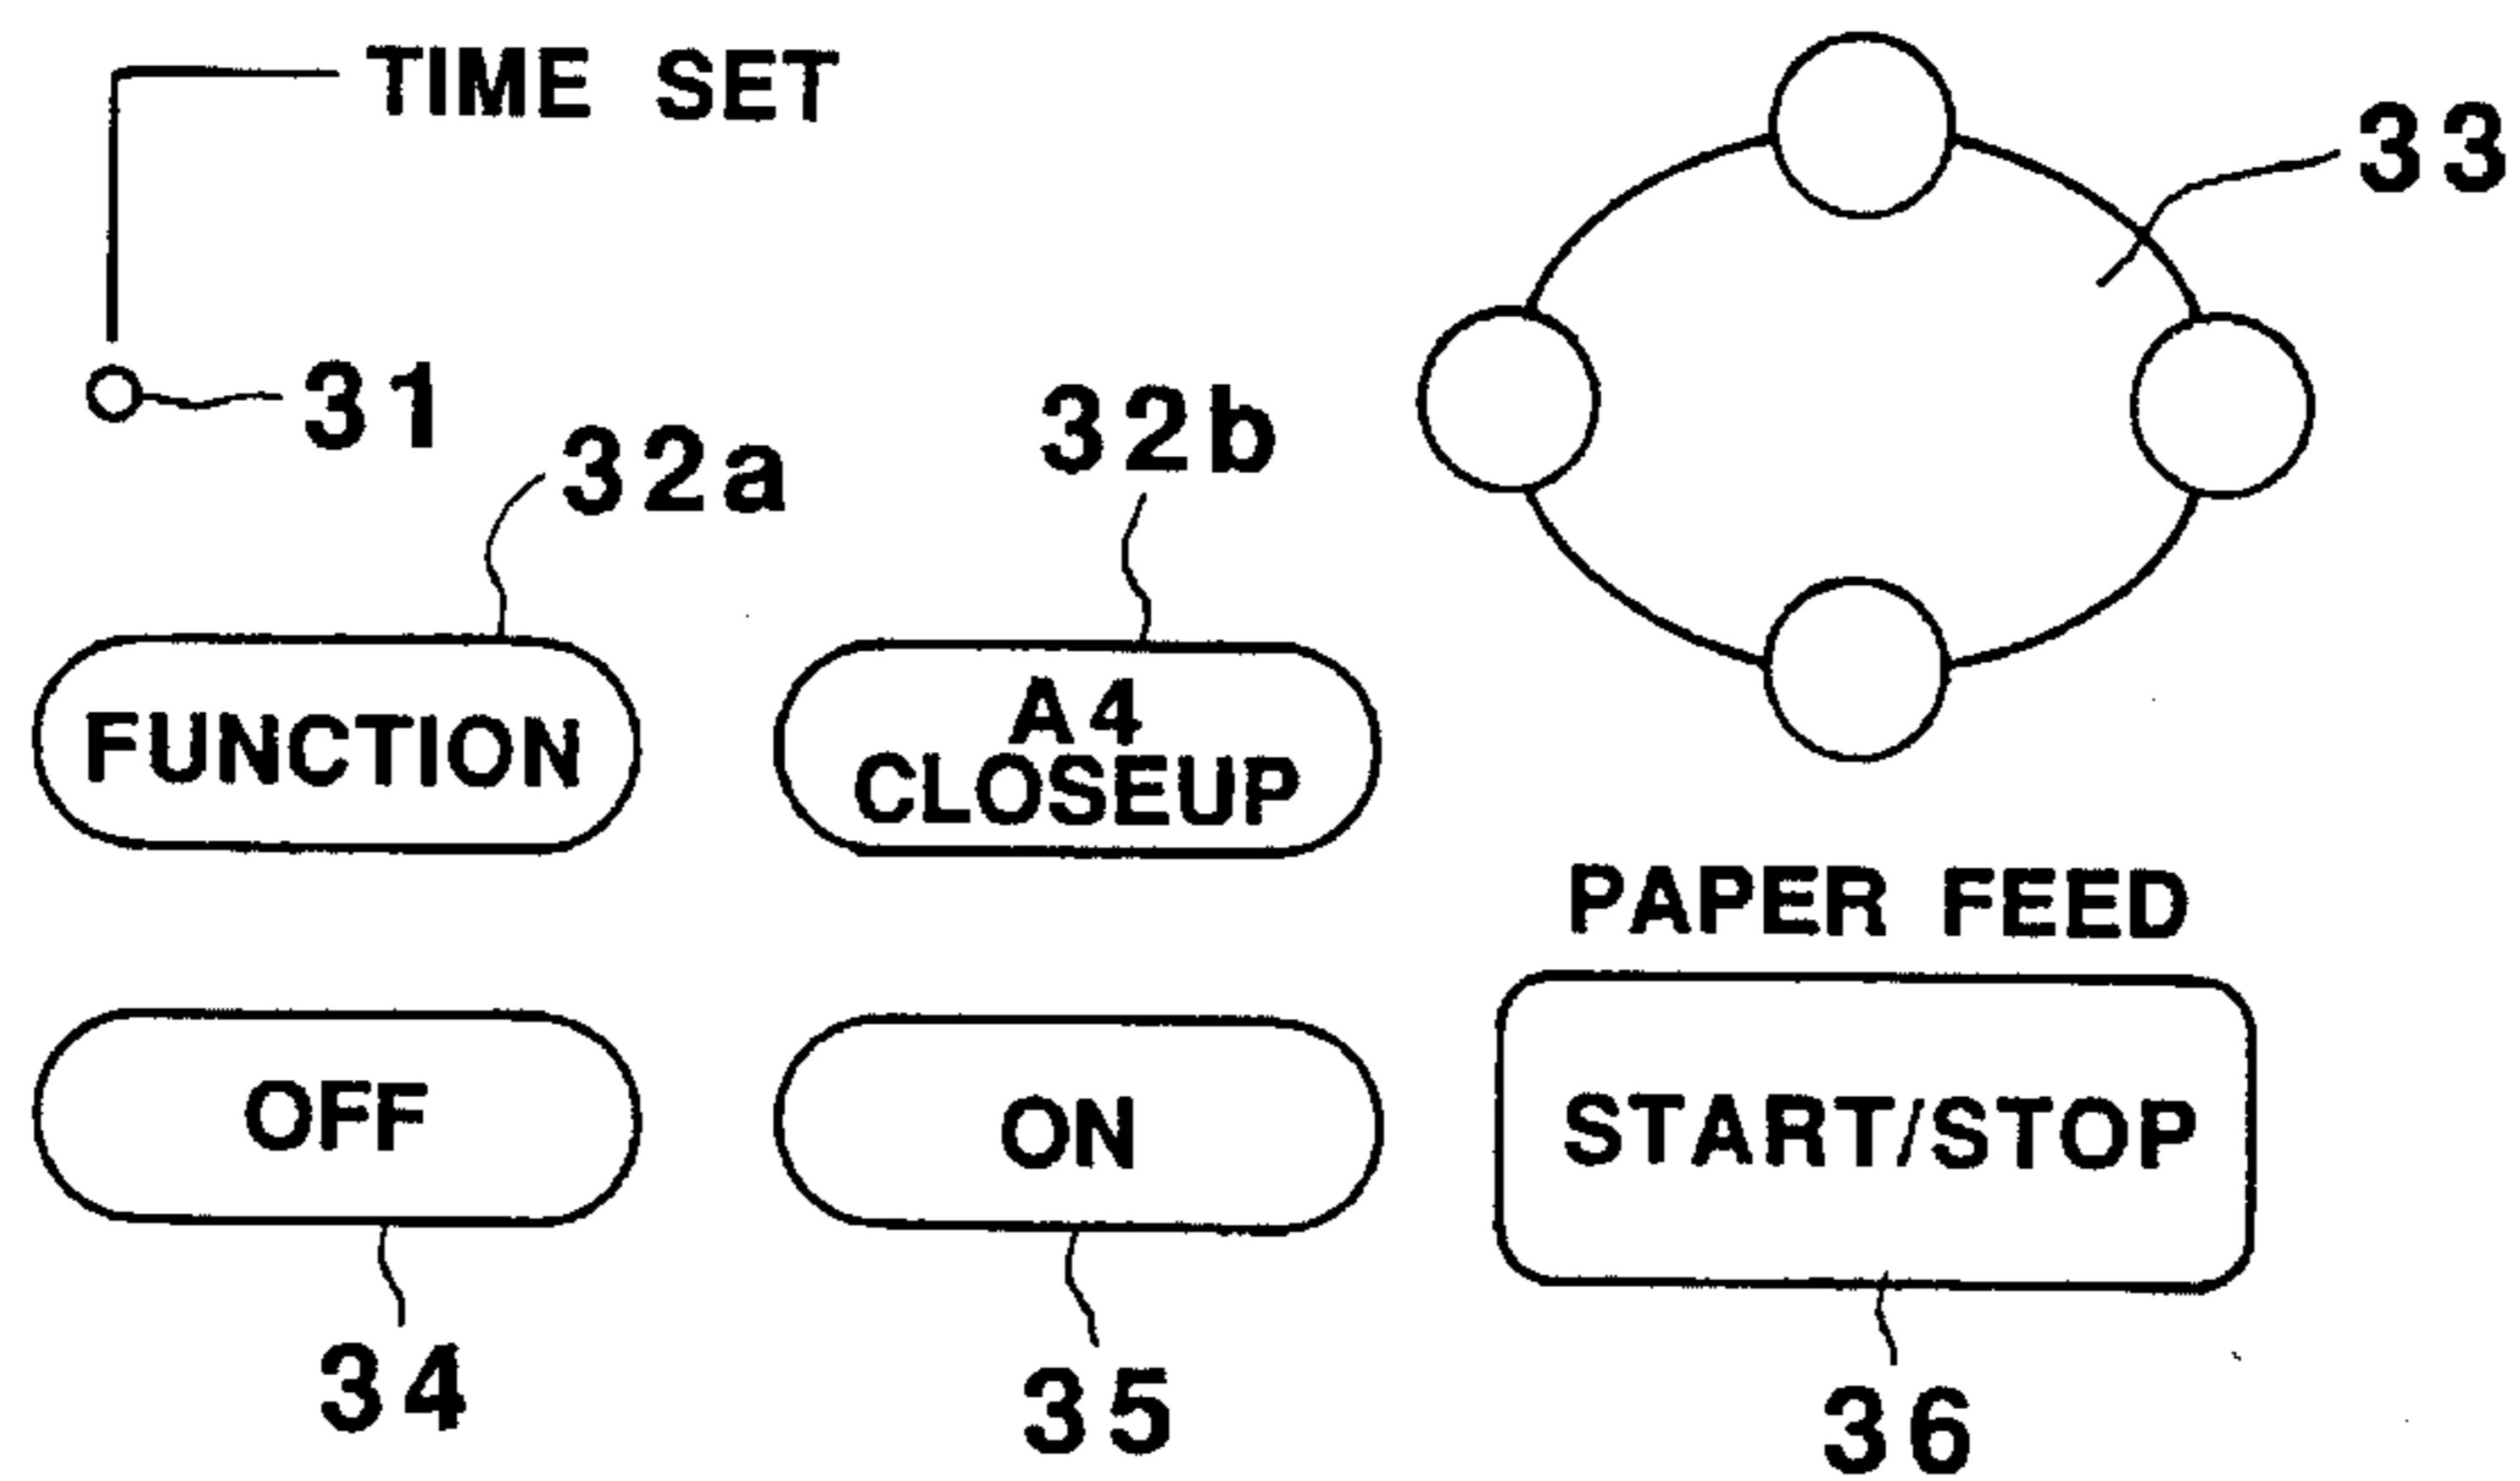 TIME SET
33
31
32a
32b
FUNCTION
A4
CLOSEUP
PAPER FEED
OFF
ON
START/STOP
34
35
36